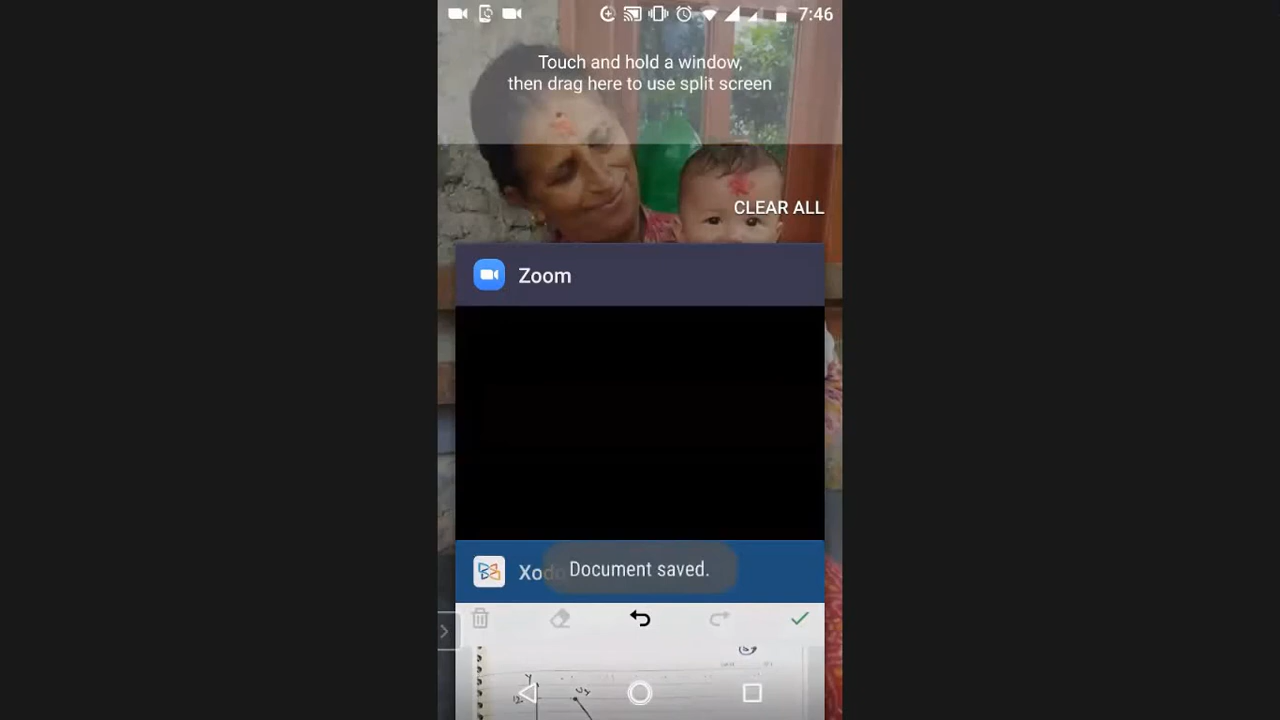 7:46
Touch and hold a window,
then drag here to use split screen
CLEAR ALL
Zoom
Document saved.